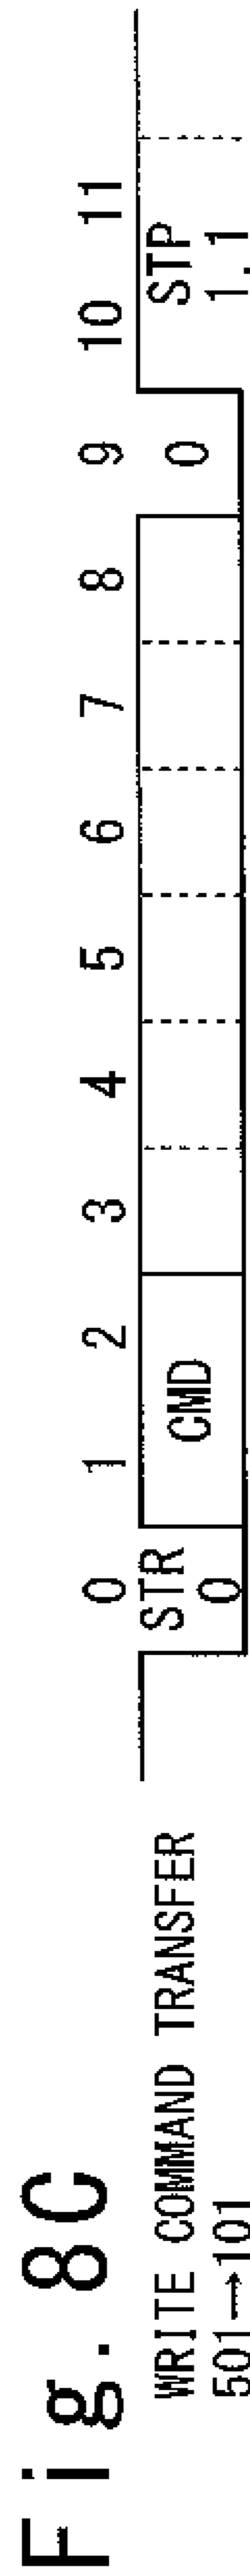 Fig. 8C
0 1 2 3 4 5 6 7 8 9 10 11
WRITE COMMAND TRANSFER
501→101
STR
0
CMD
0
STP
1.1